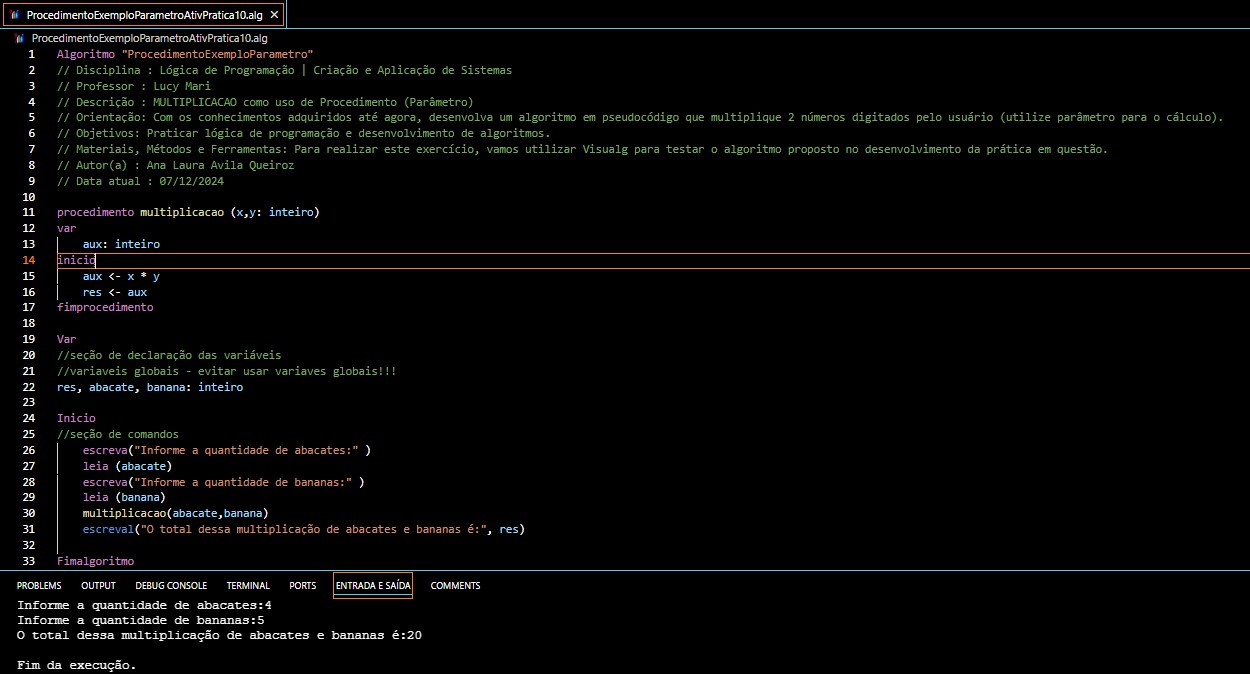 ProcedimentoExemploParametroAtivPratica10.alg ✕
ProcedimentoExemploParametroAtivPratica10.alg
1 Algoritmo "ProcedimentoExemploParametro"
2 // Disciplina : Lógica de Programação | Criação e Aplicação de Sistemas
3 // Professor : Lucy Mari
4 // Descrição : MULTIPLICACAO como uso de Procedimento (Parâmetro)
5 // Orientação: Com os conhecimentos adquiridos até agora, desenvolva um algoritmo em pseudocódigo que multiplique 2 números digitados pelo usuário (utilize parâmetro para o cálculo).
6 // Objetivos: Praticar lógica de programação e desenvolvimento de algoritmos.
7 // Materiais, Métodos e Ferramentas: Para realizar este exercício, vamos utilizar Visualg para testar o algoritmo proposto no desenvolvimento da prática em questão.
8 // Autor(a) : Ana Laura Avila Queiroz
9 // Data atual : 07/12/2024
10
11 procedimento multiplicacao (x,y: inteiro)
12 var
13 aux: inteiro
14 inicio
15 aux <- x * y
16 res <- aux
17 fimprocedimento
18
19 Var
20 //seção de declaração das variáveis
21 //variaveis globais - evitar usar variaves globais!!!
22 res, abacate, banana: inteiro
23
24 Inicio
25 //seção de comandos
26 escreva("Informe a quantidade de abacates:" )
27 leia (abacate)
28 escreva("Informe a quantidade de bananas:" )
29 leia (banana)
30 multiplicacao(abacate,banana)
31 escreval("O total dessa multiplicação de abacates e bananas é:", res)
32
33 Fimalgoritmo
PROBLEMS OUTPUT DEBUG CONSOLE TERMINAL PORTS ENTRADA E SAÍDA COMMENTS
Informe a quantidade de abacates:4
Informe a quantidade de bananas:5
O total dessa multiplicação de abacates e bananas é:20
Fim da execução.